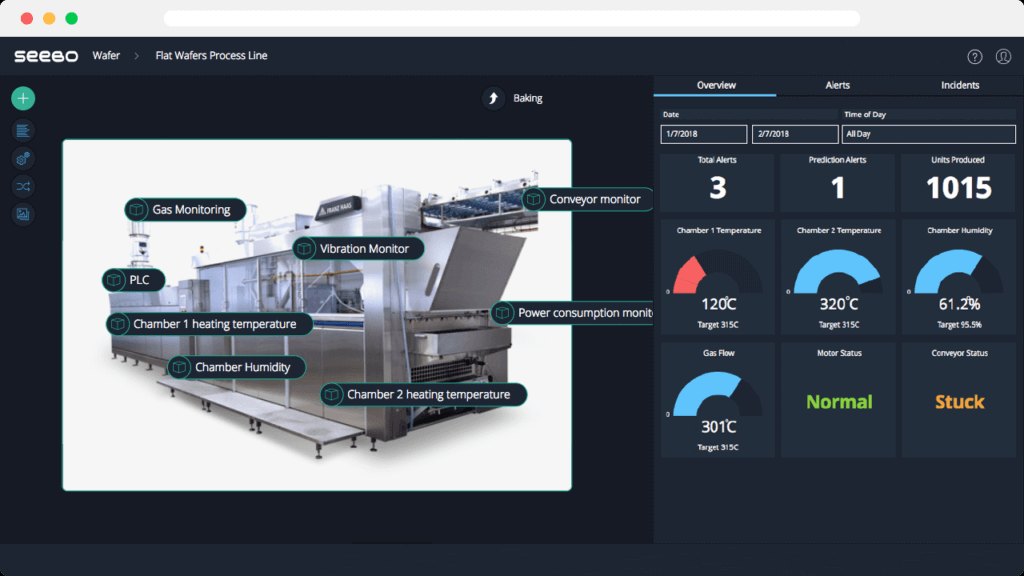 SEEBO
Wafer > Flat Wafers Process Line
?
Baking
Gas Monitoring
Vibration Monitor
Conveyor monitor
PLC
Chamber 1 heating temperature
Power consumption monito
Chamber Humidity
Chamber 2 heating temperature
FRANZ HAAS
Overview
Alerts
Incidents
Date
Time of Day
1/7/2018
2/7/2018
All Day
Total Alerts
3
Prediction Alerts
1
Units Produced
1015
Chamber 1 Temperature
0
120°C
Target 315C
Chamber 2 Temperature
0
320°C
Target 315C
Chamber Humidity
0
61.2%
Target 95.5%
Gas Flow
0
301°C
Target 315C
Motor Status
Normal
Conveyor Status
Stuck